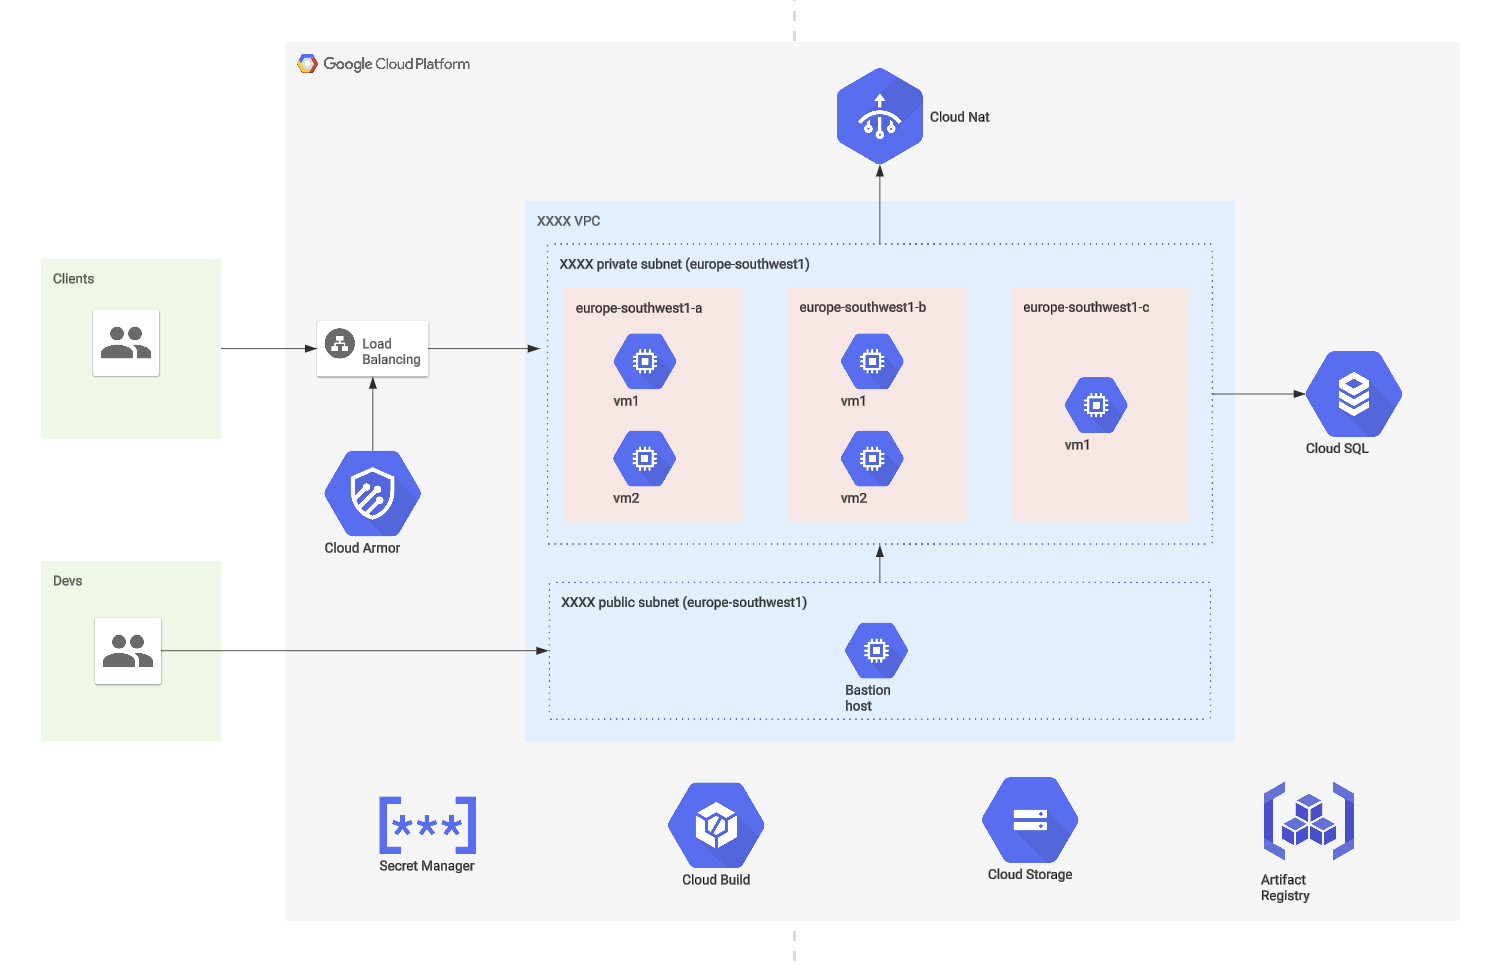 Google Cloud Platform
Cloud Nat
XXXX VPC
XXXX private subnet (europe-southwest1)
Clients
europe-southwest1-a
europe-southwest1-b
europe-southwest1-c
Load
Balancing
vm1
vm1
vm1
vm2
vm2
Cloud SQL
Cloud Armor
Devs
XXXX public subnet (europe-southwest1)
Bastion
host
[***]
Secret Manager
Cloud Build
Cloud Storage
Artifact
Registry